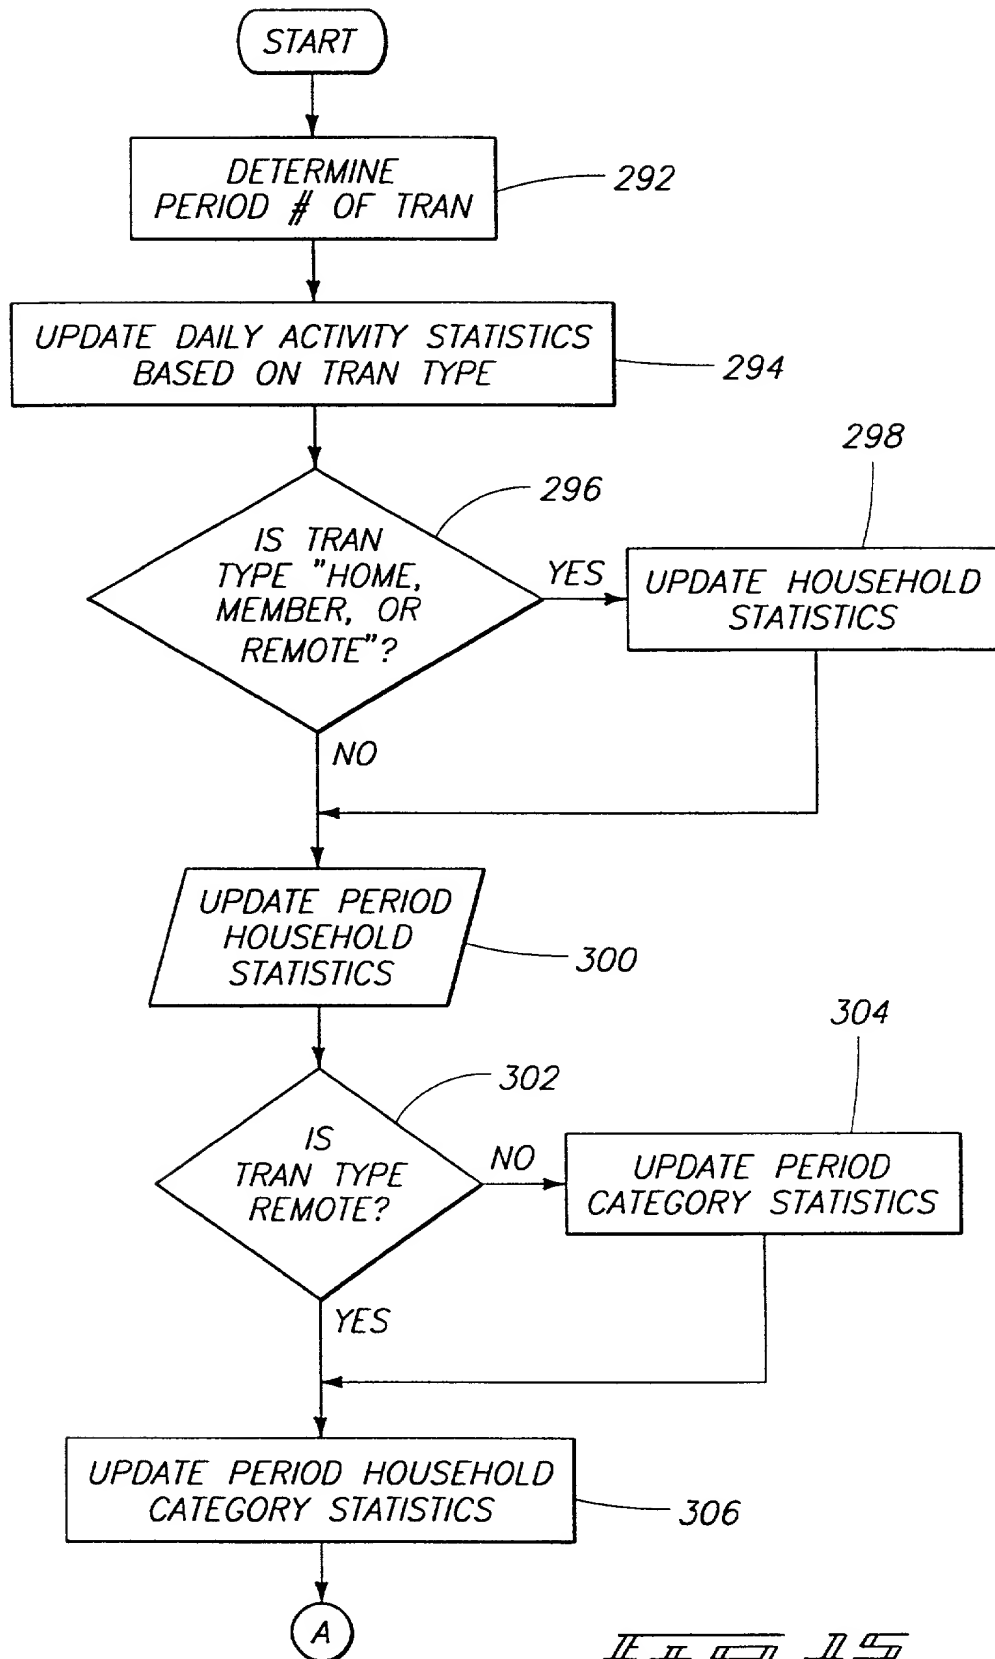 START
DETERMINE
PERIOD # OF TRAN
292
UPDATE DAILY ACTIVITY STATISTICS
BASED ON TRAN TYPE
294
298
296
IS TRAN
TYPE "HOME,
MEMBER, OR
REMOTE"?
YES
UPDATE HOUSEHOLD
STATISTICS
NO
UPDATE PERIOD
HOUSEHOLD
STATISTICS
300
304
302
IS
TRAN TYPE
REMOTE?
NO
UPDATE PERIOD
CATEGORY STATISTICS
YES
UPDATE PERIOD HOUSEHOLD
CATEGORY STATISTICS
306
A